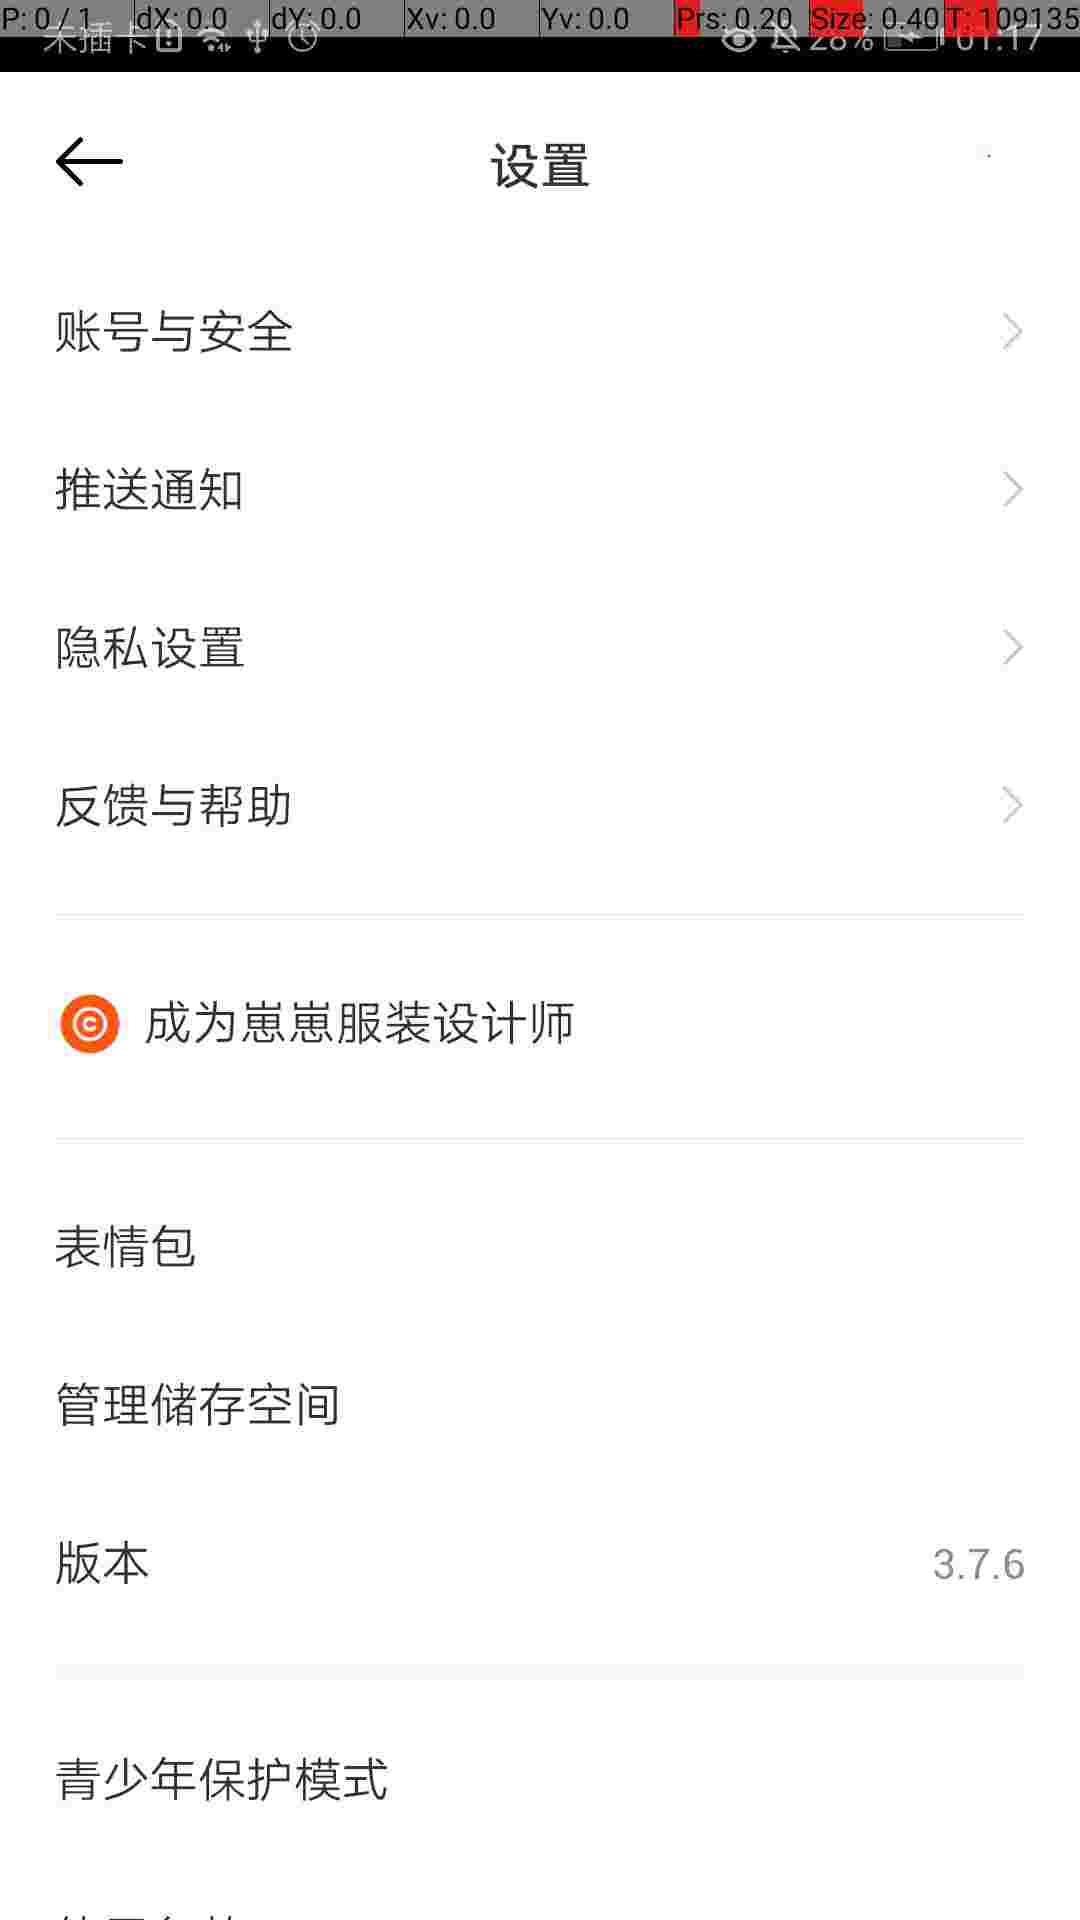 P: 0 / 1 dX: 0.0 dY: 0.0 Xv: 0.0 Yv: 0.0 Prs: 0.20 Size: 0.40 T: 109135
未插卡 28% 01:17
设置
账号与安全
推送通知
隐私设置
反馈与帮助
成为崽崽服装设计师
表情包
管理储存空间
版本 3.7.6
青少年保护模式